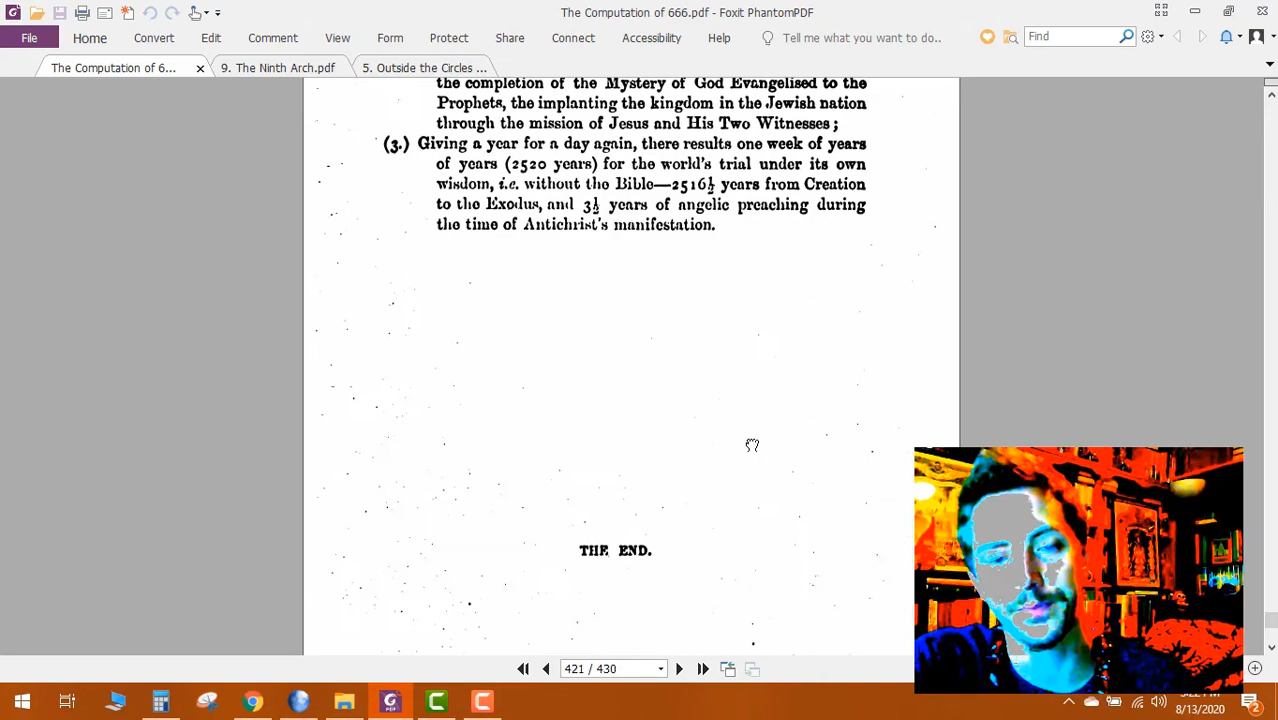 The Computation of 666.pdf - Foxit PhantomPDF
File Home Convert Edit Comment View Form Protect Share Connect Accessibility Help Tell me what you want to do.. Find
The Computation of 6... 9. The Ninth Arch.pdf 5. Outside the Circles ...
the completion of the Mystery of God Evangelised to the
Prophets, the implanting the kingdom in the Jewish nation
through the mission of Jesus and His Two Witnesses;
(3.) Giving a year for a day again, there results one week of years
of years (2520 years) for the world's trial under its own
wisdom, i.e. without the Bible—2516½ years from Creation
to the Exodus, and 3½ years of angelic preaching during
the time of Antichrist's manifestation.
THE END.
421 / 430
8/13/2020
2